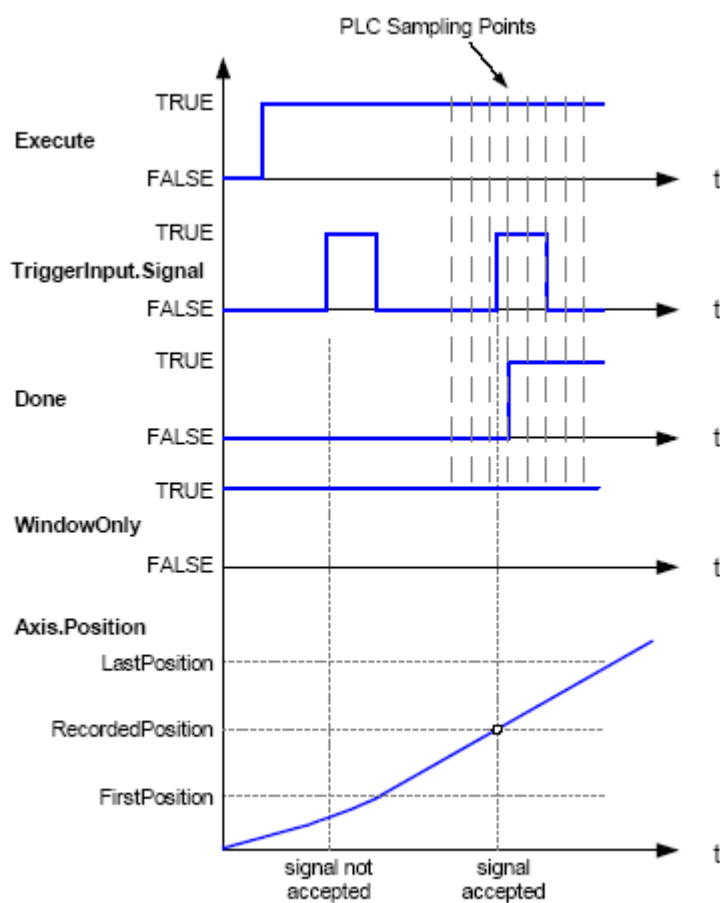 PLC Sampling Points
TRUE
Execute
FALSE
t
TRUE
TriggerInput.Signal
FALSE
t
TRUE
Done
FALSE
t
TRUE
WindowOnly
FALSE
t
Axis.Position
LastPosition
RecordedPosition
FirstPosition
t
signal not
accepted
signal
accepted